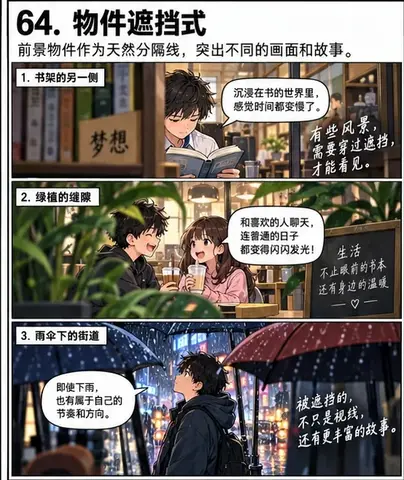 64. 物件遮挡式
前景物件作为天然分隔线，突出不同的画面和故事。
1. 书架的另一侧
沉浸在书的世界里，
感觉时间都变慢了。
梦想
有些风景，
需要穿过遮挡，
才能看见。
2. 绿植的缝隙
和喜欢的人聊天，
连普通的日子
都变得闪闪发光！
生活
不止眼前的书本
还有身边的温暖
3. 雨伞下的街道
即使下雨，
也有属于自己的
节奏和方向。
被遮挡的，
不只是视线，
还有更丰富的故事。